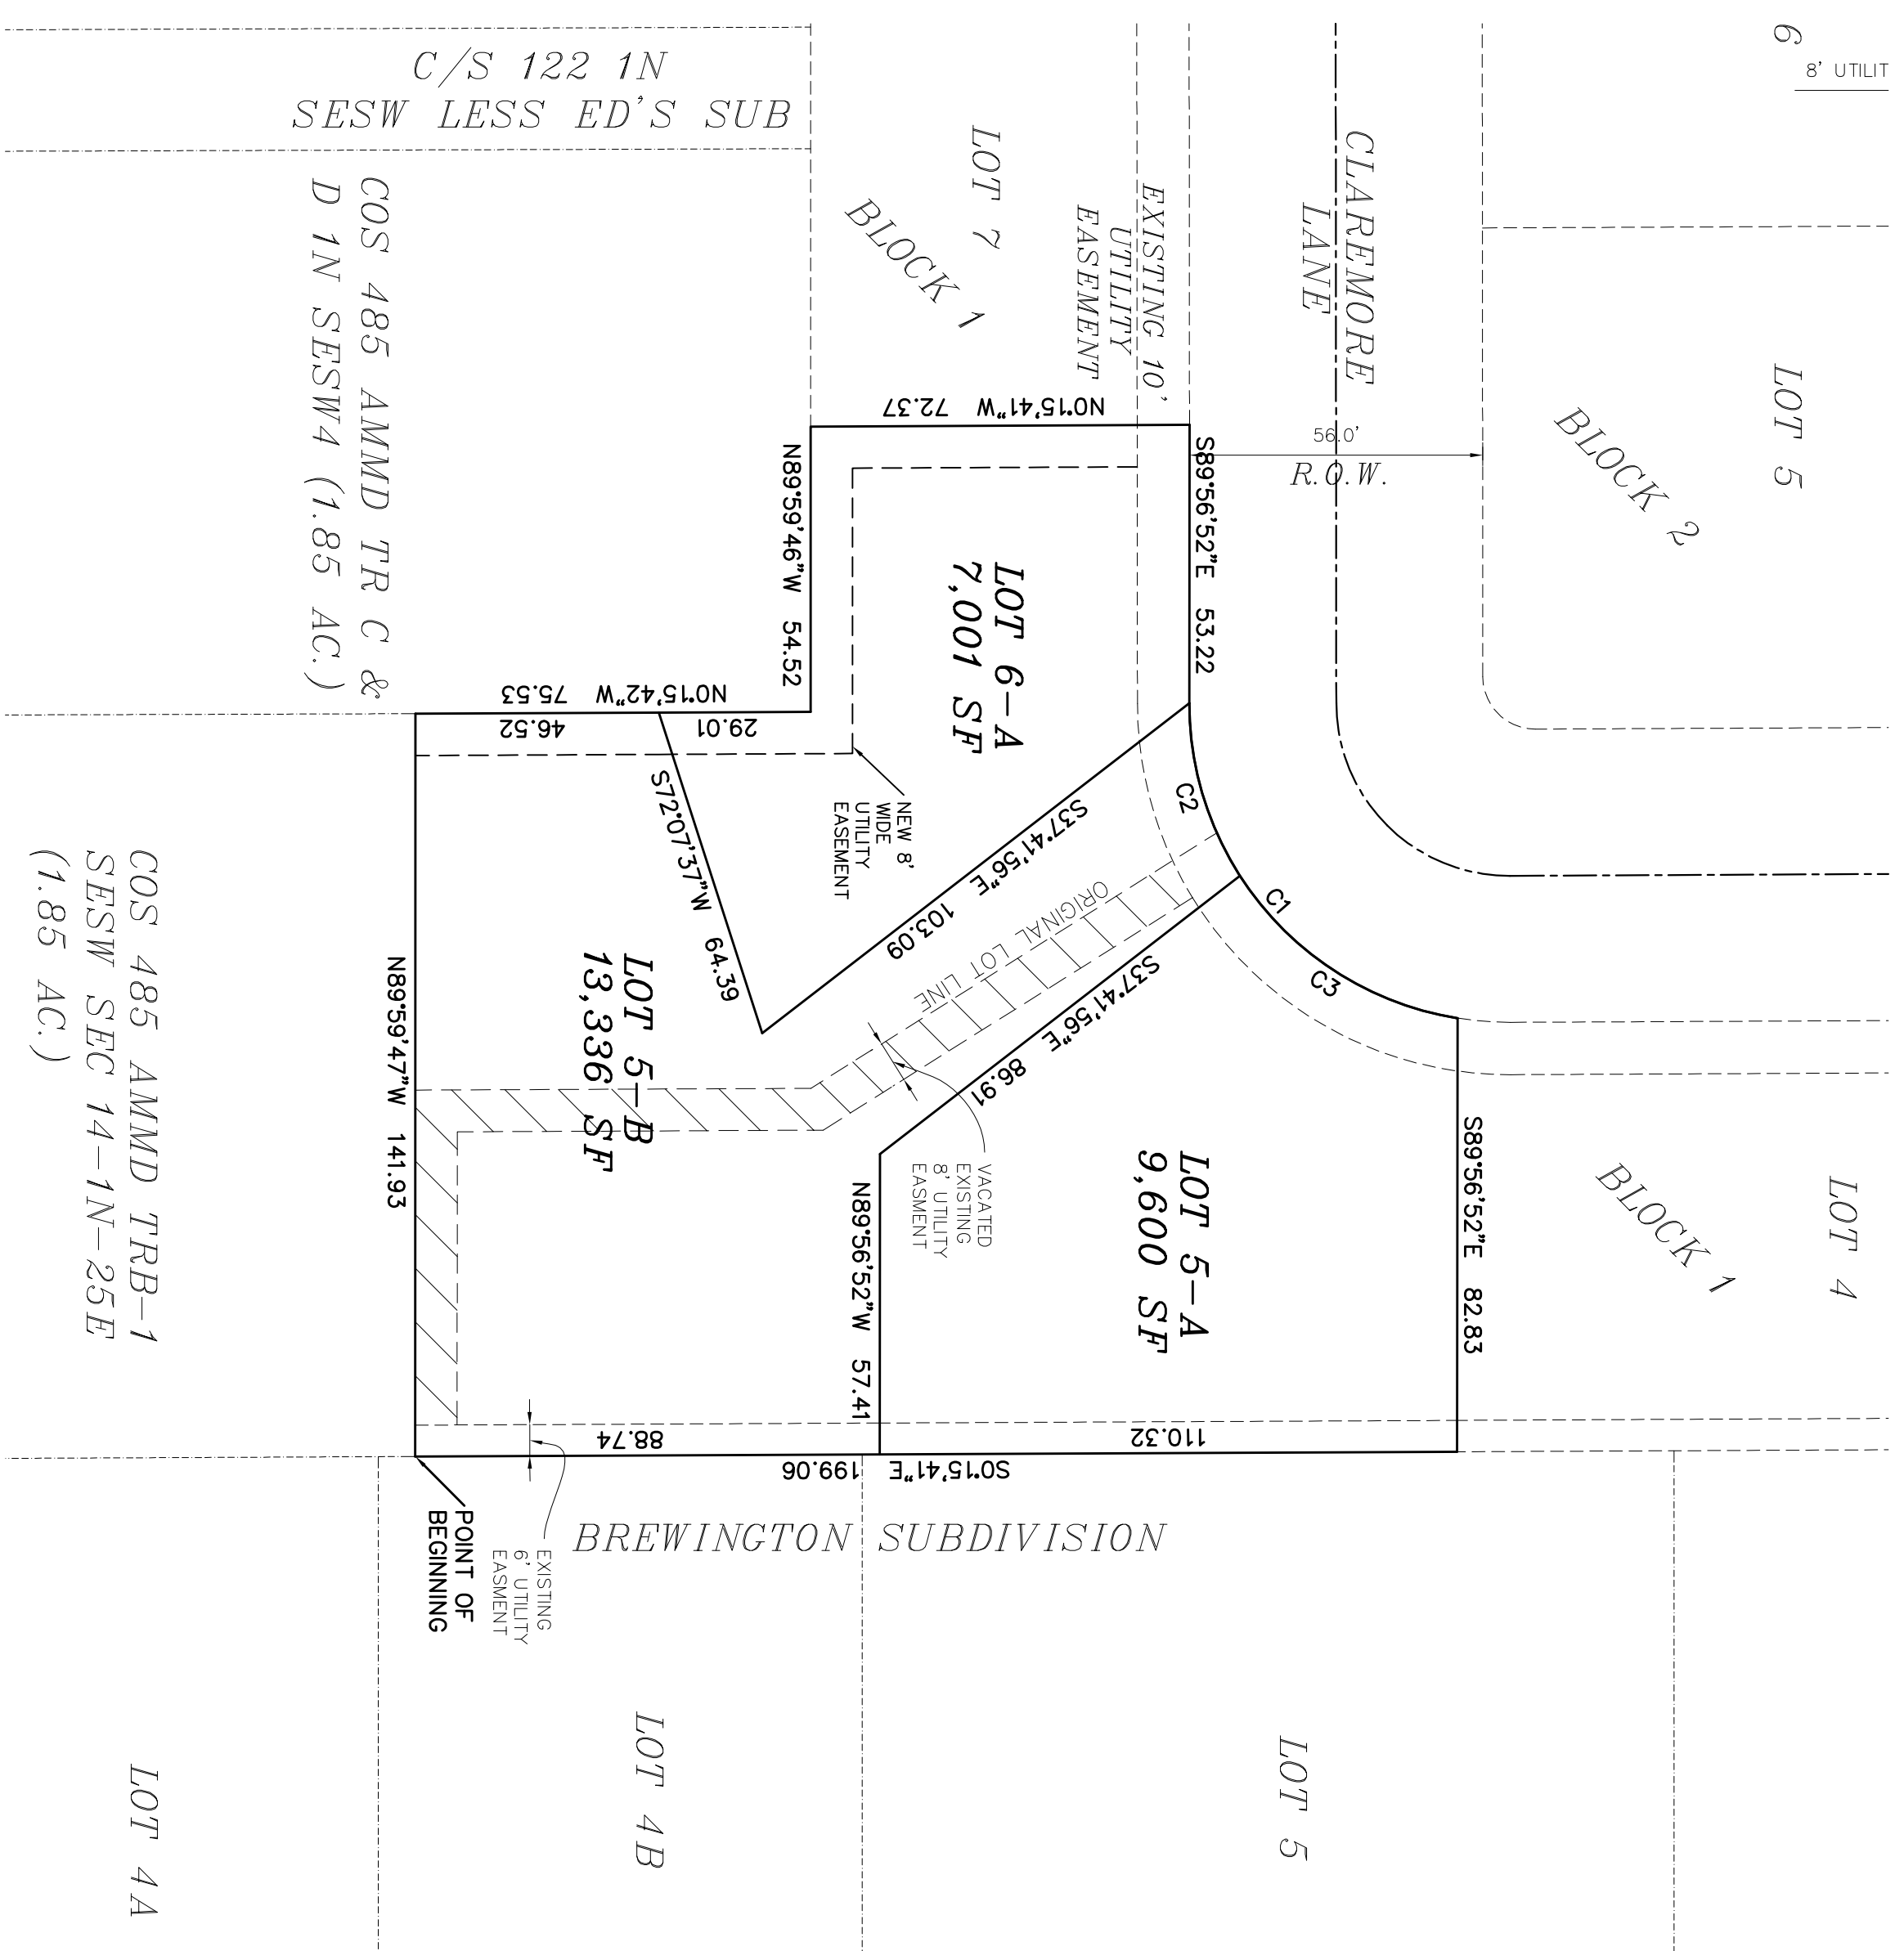 6
8' UTILIT
C/S 122 1N
SESW LESS ED'S SUB
LOT 7
BLOCK 1
EXISTING 10'
UTILITY
EASEMENT
CLAREMORE
LANE
LOT 5
BLOCK 2
56.0'
R.O.W.
COS 485 AMMD TR C &
D 1N SESW4 (1.85 AC.)
N0°15'41"W 72.37
S89°56'52"E 53.22
N89°59'46"W 54.52
LOT 6-A
7,001 SF
N0°15'42"W 75.53
46.52
29.01
NEW 8'
WIDE
UTILITY
EASEMENT
S72°07'37"W 64.39
S37°41'56"E 103.09
ORIGINAL LOT LINE
C2
C1
C3
S37°41'56"E 86.91
LOT 5-B
13,336 SF
N89°59'47"W 141.93
VACATED
EXISTING
8' UTILITY
EASMENT
LOT 5-A
9,600 SF
N89°56'52"W 57.41
S89°56'52"E 82.83
LOT 4
BLOCK 1
COS 485 AMMD TRB-1
SESW SEC 14-1N-25E
(1.85 AC.)
88.74
110.32
S0°15'41"E 199.06
POINT OF
BEGINNING
EXISTING
6' UTILITY
EASMENT
BREWINGTON SUBDIVISION
LOT 4A
LOT 4B
LOT 5